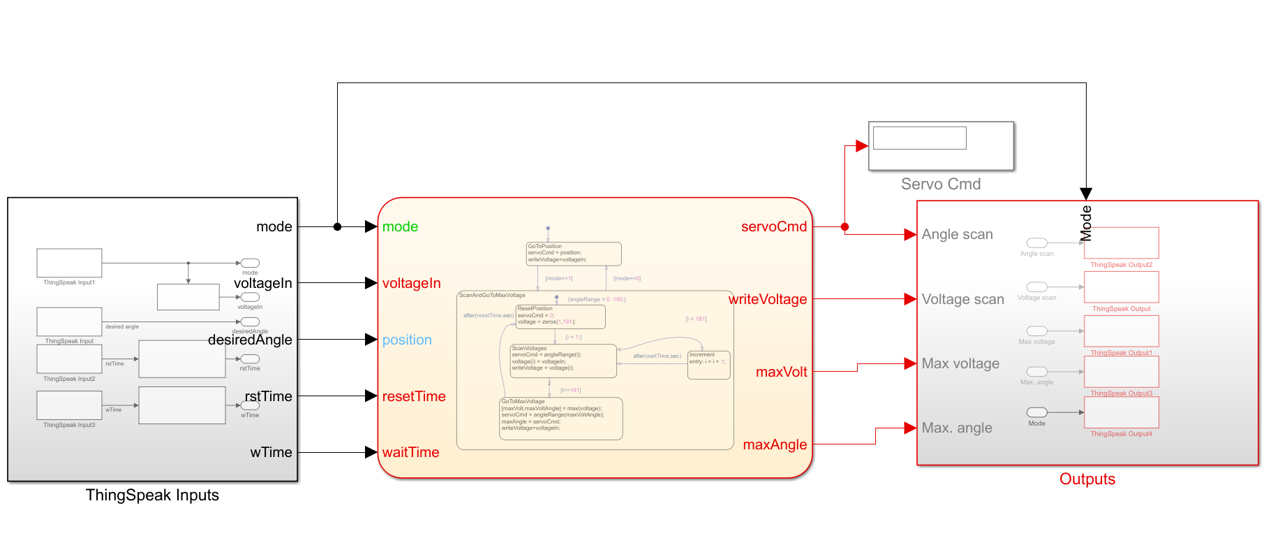 Servo Cmd
mode
voltageIn
desiredAngle
rstTime
wTime
ThingSpeak Input1
mode
voltageIn
desired angle
desiredAngle
ThingSpeak Input
rstTime
rstTime
ThingSpeak Input2
wTime
wTime
ThingSpeak Input3
ThingSpeak Inputs
mode
voltageIn
position
resetTime
waitTime
GoToPosition
servoCmd = position;
writeVoltage=voltageIn;
[mode==1]
[mode==0]
ScanAndGoToMaxVoltage
{angleRange = 0 :180;}
ResetPosition
servoCmd = 0;
voltage = zeros(1,181);
after(resetTime,sec)
{i = 1;}
[i < 181]
ScanVoltages
servoCmd = angleRange(i);
voltage(i) = voltageIn;
writeVoltage = voltage(i);
after(waitTime,sec)
Increment
entry: i = i + 1;
[i==181]
GoToMaxVoltage
[maxVolt,maxVoltAngle] = max(voltage);
servoCmd = angleRange(maxVoltAngle);
maxAngle = servoCmd;
writeVoltage=voltageIn;
servoCmd
writeVoltage
maxVolt
maxAngle
Mode
Angle scan
Voltage scan
Max voltage
Max. angle
Angle scan
ThingSpeak Output2
Voltage scan
ThingSpeak Output
Max voltage
ThingSpeak Output1
Max. angle
ThingSpeak Output3
Mode
ThingSpeak Output4
Outputs